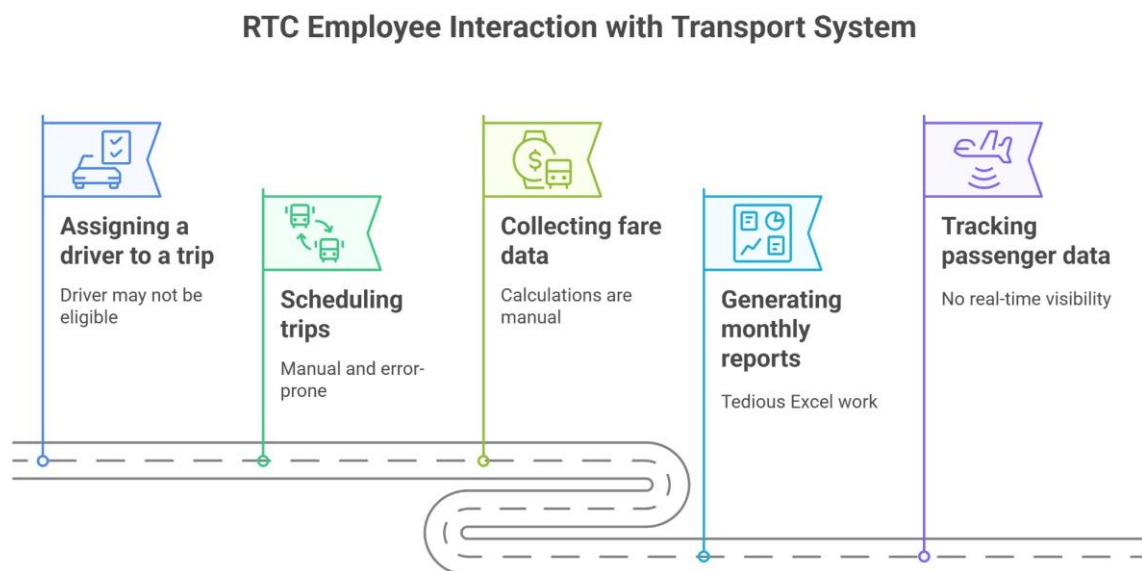 RTC Employee Interaction with Transport System
Assigning a
driver to a trip
Driver may not be
eligible
Scheduling
trips
Manual and error-
prone
$
Collecting fare
data
Calculations are
manual
Generating
monthly
reports
Tedious Excel work
Tracking
passenger data
No real-time visibility